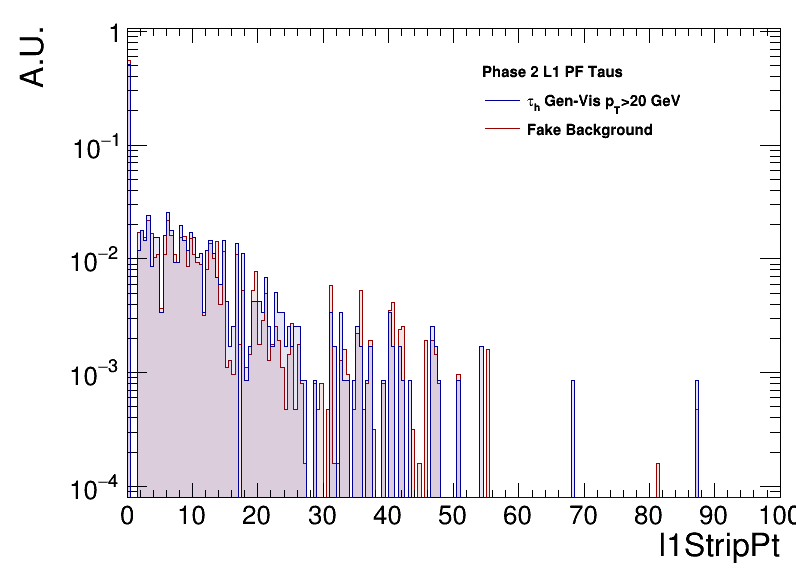 A.U.
1
10⁻¹
10⁻²
10⁻³
10⁻⁴
Phase 2 L1 PF Taus
τₕ Gen-Vis p_T>20 GeV
Fake Background
0 10 20 30 40 50 60 70 80 90 100
l1StripPt